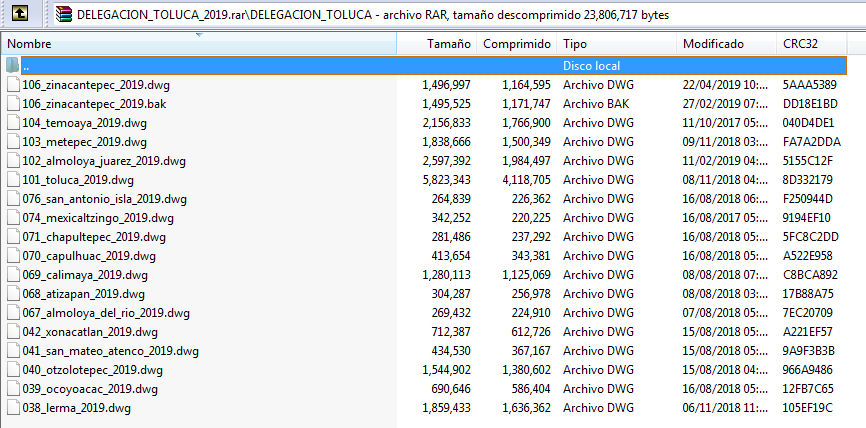 DELEGACION_TOLUCA_2019.rar\DELEGACION_TOLUCA - archivo RAR, tamaño descomprimido 23,806,717 bytes
Nombre Tamaño Comprimido Tipo Modificado CRC32
.. Disco local
106_zinacantepec_2019.dwg 1,496,997 1,164,595 Archivo DWG 22/04/2019 10:... 5AAA5389
106_zinacantepec_2019.bak 1,495,525 1,171,747 Archivo BAK 27/02/2019 07:... DD18E1BD
104_temoaya_2019.dwg 2,156,833 1,766,900 Archivo DWG 11/10/2017 05:... 040D4DE1
103_metepec_2019.dwg 1,838,666 1,500,349 Archivo DWG 09/11/2018 03:... FA7A2DDA
102_almoloya_juarez_2019.dwg 2,597,392 1,984,497 Archivo DWG 11/02/2019 04:... 5155C12F
101_toluca_2019.dwg 5,823,343 4,118,705 Archivo DWG 08/11/2018 04:... 8D332179
076_san_antonio_isla_2019.dwg 264,839 226,362 Archivo DWG 16/08/2018 06:... F250944D
074_mexicaltzingo_2019.dwg 342,252 220,225 Archivo DWG 16/08/2017 05:... 9194EF10
071_chapultepec_2019.dwg 281,486 237,292 Archivo DWG 16/08/2018 05:... 5FC8C2DD
070_capulhuac_2019.dwg 413,654 343,381 Archivo DWG 16/08/2018 05:... A522E958
069_calimaya_2019.dwg 1,280,113 1,125,069 Archivo DWG 08/08/2018 07:... C8BCA892
068_atizapan_2019.dwg 304,287 256,978 Archivo DWG 08/08/2018 03:... 17B88A75
067_almoloya_del_rio_2019.dwg 269,432 224,910 Archivo DWG 07/08/2018 05:... 7EC20709
042_xonacatlan_2019.dwg 712,387 612,726 Archivo DWG 15/08/2018 05:... A221EF57
041_san_mateo_atenco_2019.dwg 434,530 367,167 Archivo DWG 15/08/2018 05:... 9A9F3B3B
040_otzolotepec_2019.dwg 1,544,902 1,380,602 Archivo DWG 15/08/2018 04:... 966A9486
039_ocoyoacac_2019.dwg 690,646 586,404 Archivo DWG 16/08/2018 05:... 12FB7C65
038_lerma_2019.dwg 1,859,433 1,636,362 Archivo DWG 06/11/2018 11:... 105EF19C